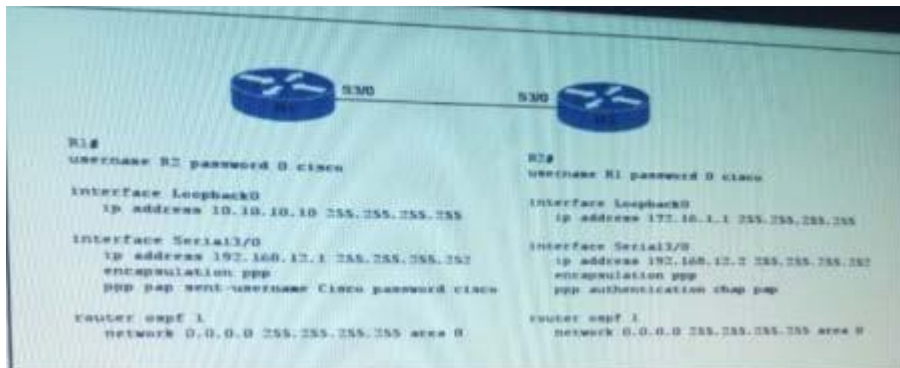 S3/0
S3/0
R1
R2
R1#
username R2 password 0 cisco
interface Loopback0
ip address 10.10.10.10 255.255.255.255
interface Serial3/0
ip address 192.168.12.1 255.255.255.252
encapsulation ppp
ppp pap sent-username Cisco password cisco
router ospf 1
network 0.0.0.0 255.255.255.255 area 0
R2#
username R1 password 0 cisco
interface Loopback0
ip address 172.16.1.1 255.255.255.255
interface Serial3/0
ip address 192.168.12.2 255.255.255.252
encapsulation ppp
ppp authentication chap pap
router ospf 1
network 0.0.0.0 255.255.255.255 area 0